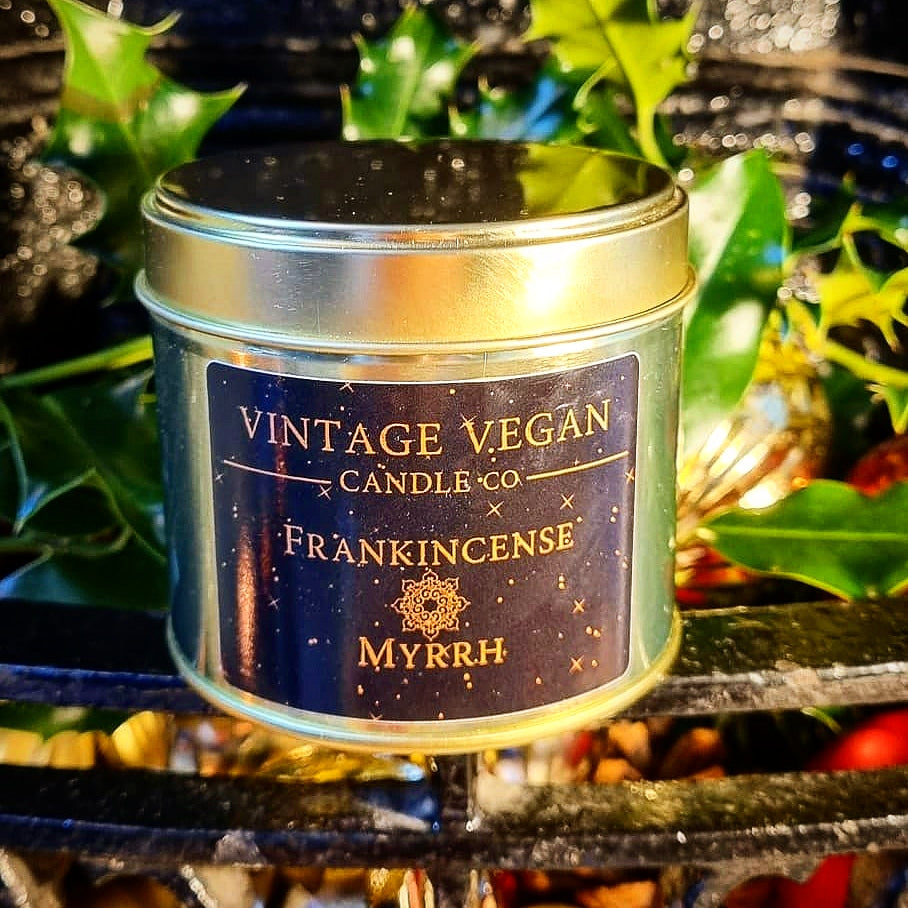 VINTAGE VEGAN
CANDLE CO
FRANKINCENSE
MYRRH